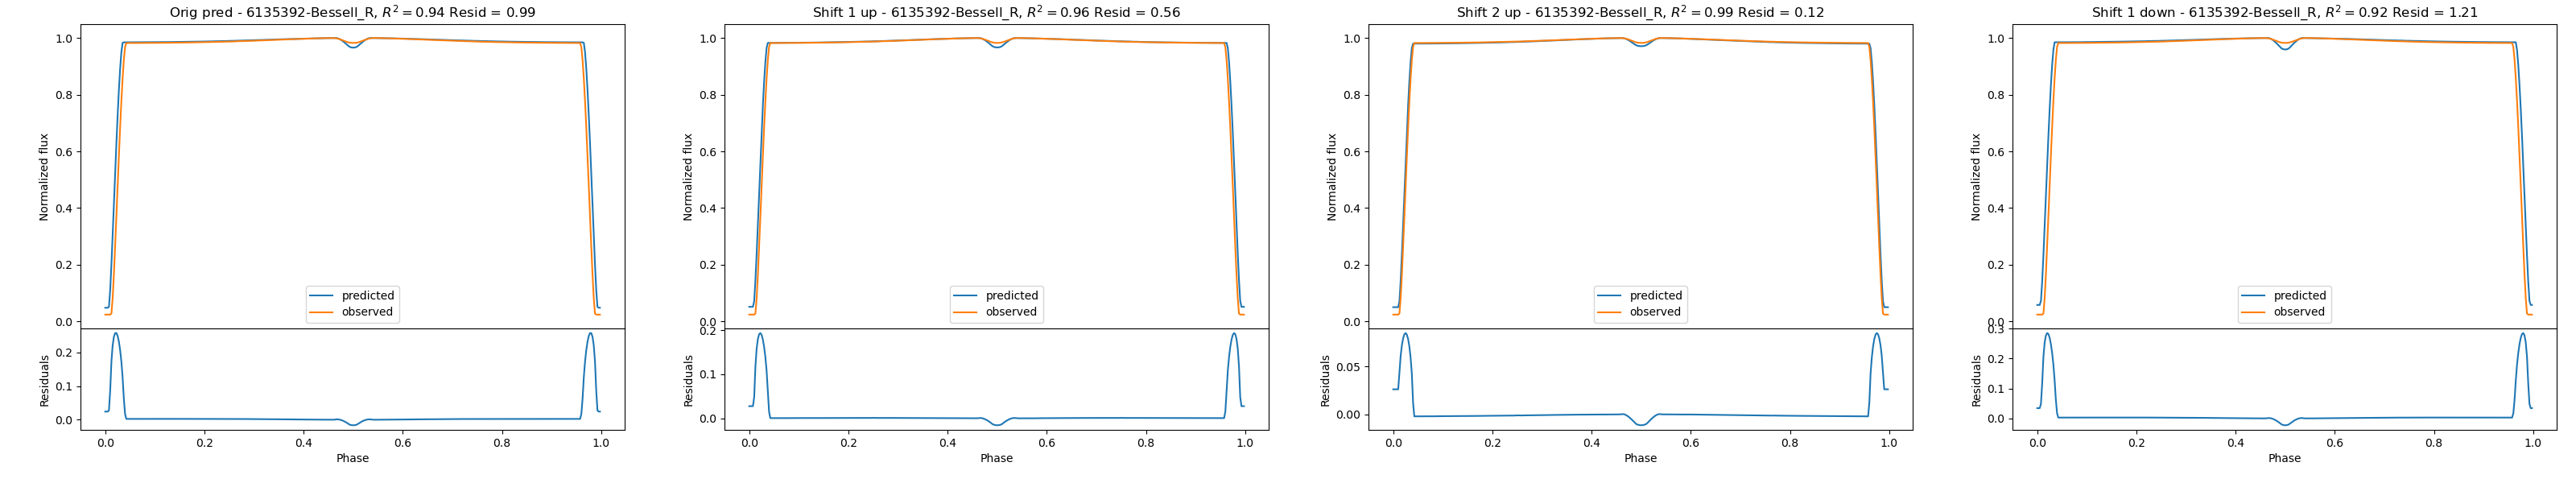 Orig pred - 6135392-Bessell_R, R² = 0.94 Resid = 0.99
1.0
0.8
0.6
0.4
0.2
0.0
Normalized flux
predicted
observed
0.2
0.1
0.0
Residuals
0.0 0.2 0.4 0.6 0.8 1.0
Phase
Shift 1 up - 6135392-Bessell_R, R² = 0.96 Resid = 0.56
1.0
0.8
0.6
0.4
0.2
0.0
Normalized flux
predicted
observed
0.2
0.1
0.0
Residuals
0.0 0.2 0.4 0.6 0.8 1.0
Phase
Shift 2 up - 6135392-Bessell_R, R² = 0.99 Resid = 0.12
1.0
0.8
0.6
0.4
0.2
0.0
Normalized flux
predicted
observed
0.05
0.00
Residuals
0.0 0.2 0.4 0.6 0.8 1.0
Phase
Shift 1 down - 6135392-Bessell_R, R² = 0.92 Resid = 1.21
1.0
0.8
0.6
0.4
0.2
0.0
Normalized flux
predicted
observed
0.3
0.2
0.1
0.0
Residuals
0.0 0.2 0.4 0.6 0.8 1.0
Phase